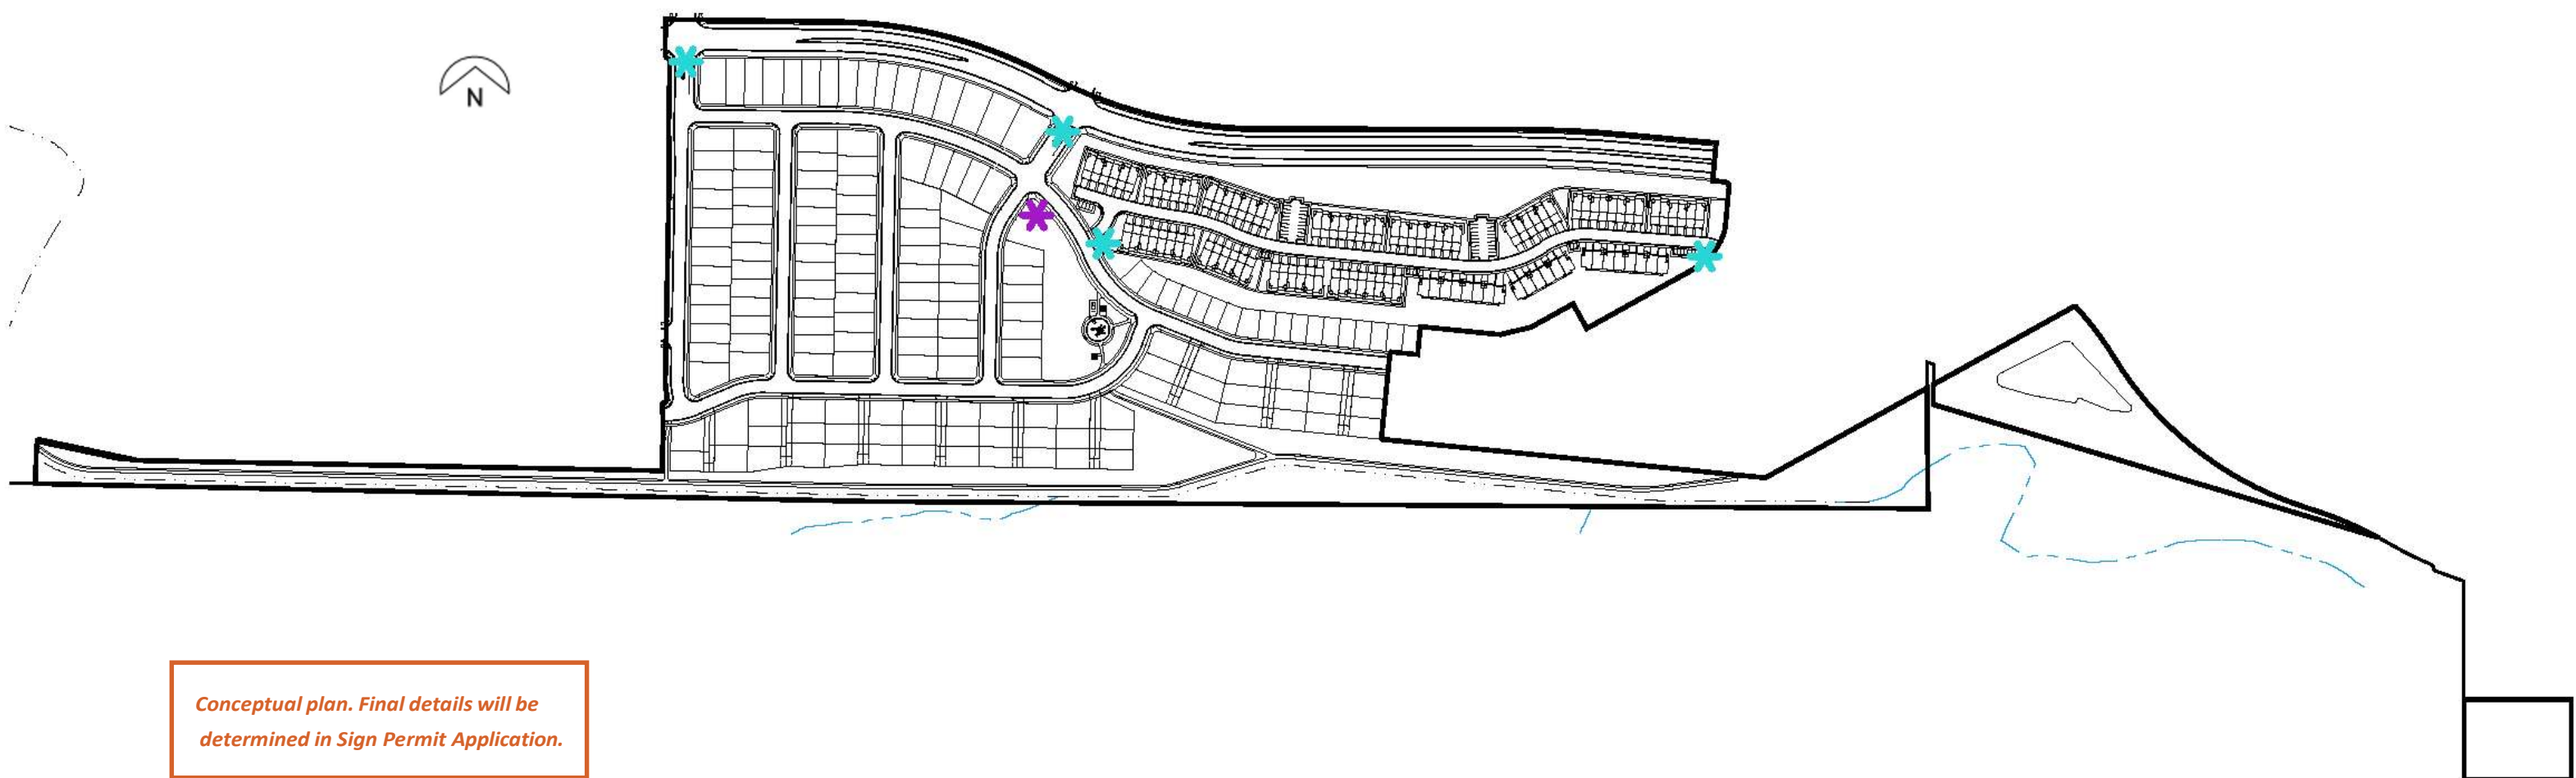 N
Conceptual plan. Final details will be
determined in Sign Permit Application.